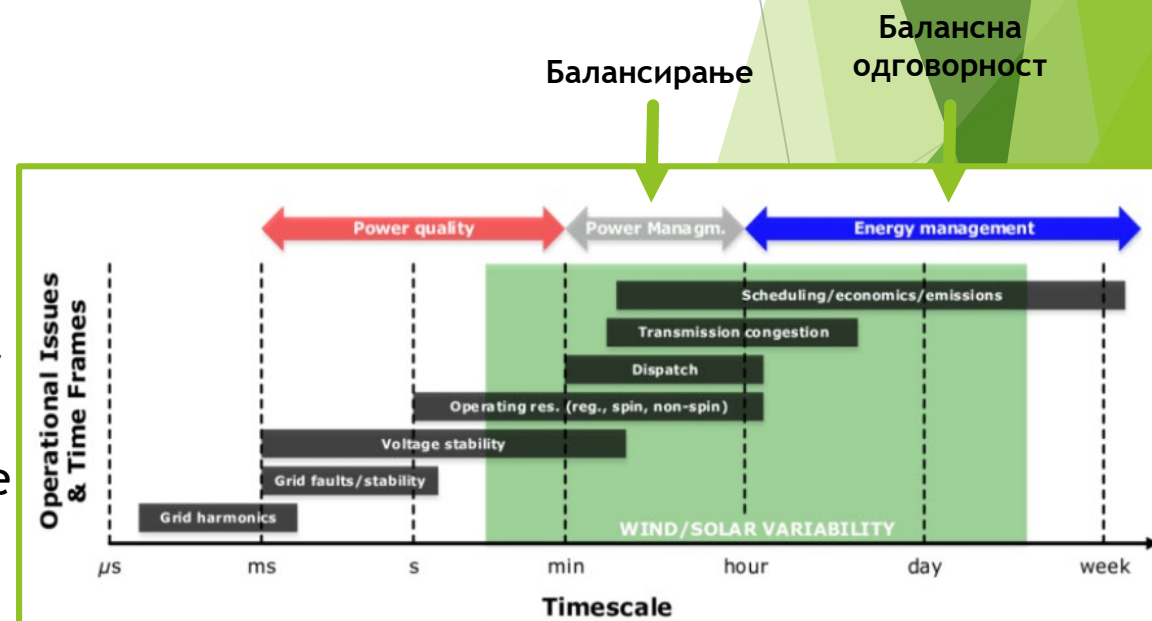 Балансирање
Балансна
одговорност
Power quality
Power Managm.
Energy management
Operational Issues
& Time Frames
Scheduling/economics/emissions
Transmission congestion
Dispatch
Operating res. (reg., spin, non-spin)
Voltage stability
Grid faults/stability
Grid harmonics
WIND/SOLAR VARIABILITY
µs
ms
s
min
hour
day
week
Timescale
е